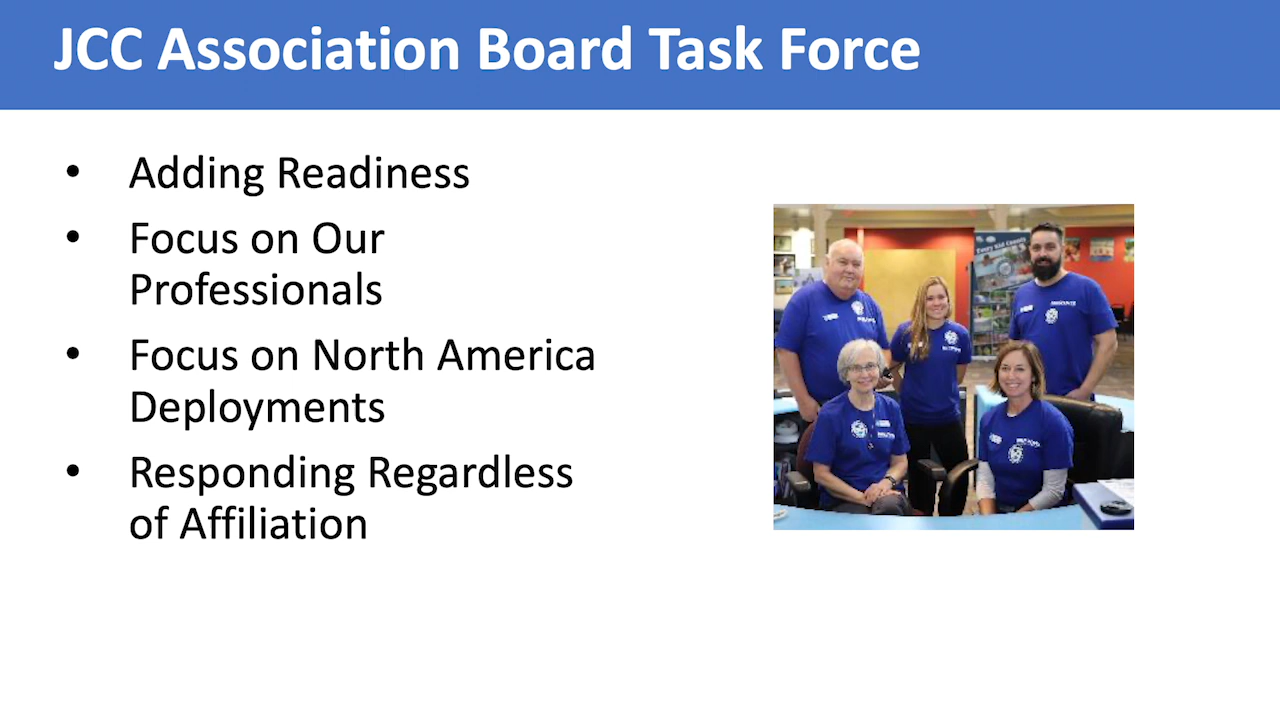 JCC Association Board Task Force
• Adding Readiness
• Focus on Our
Professionals
• Focus on North America
Deployments
• Responding Regardless
of Affiliation